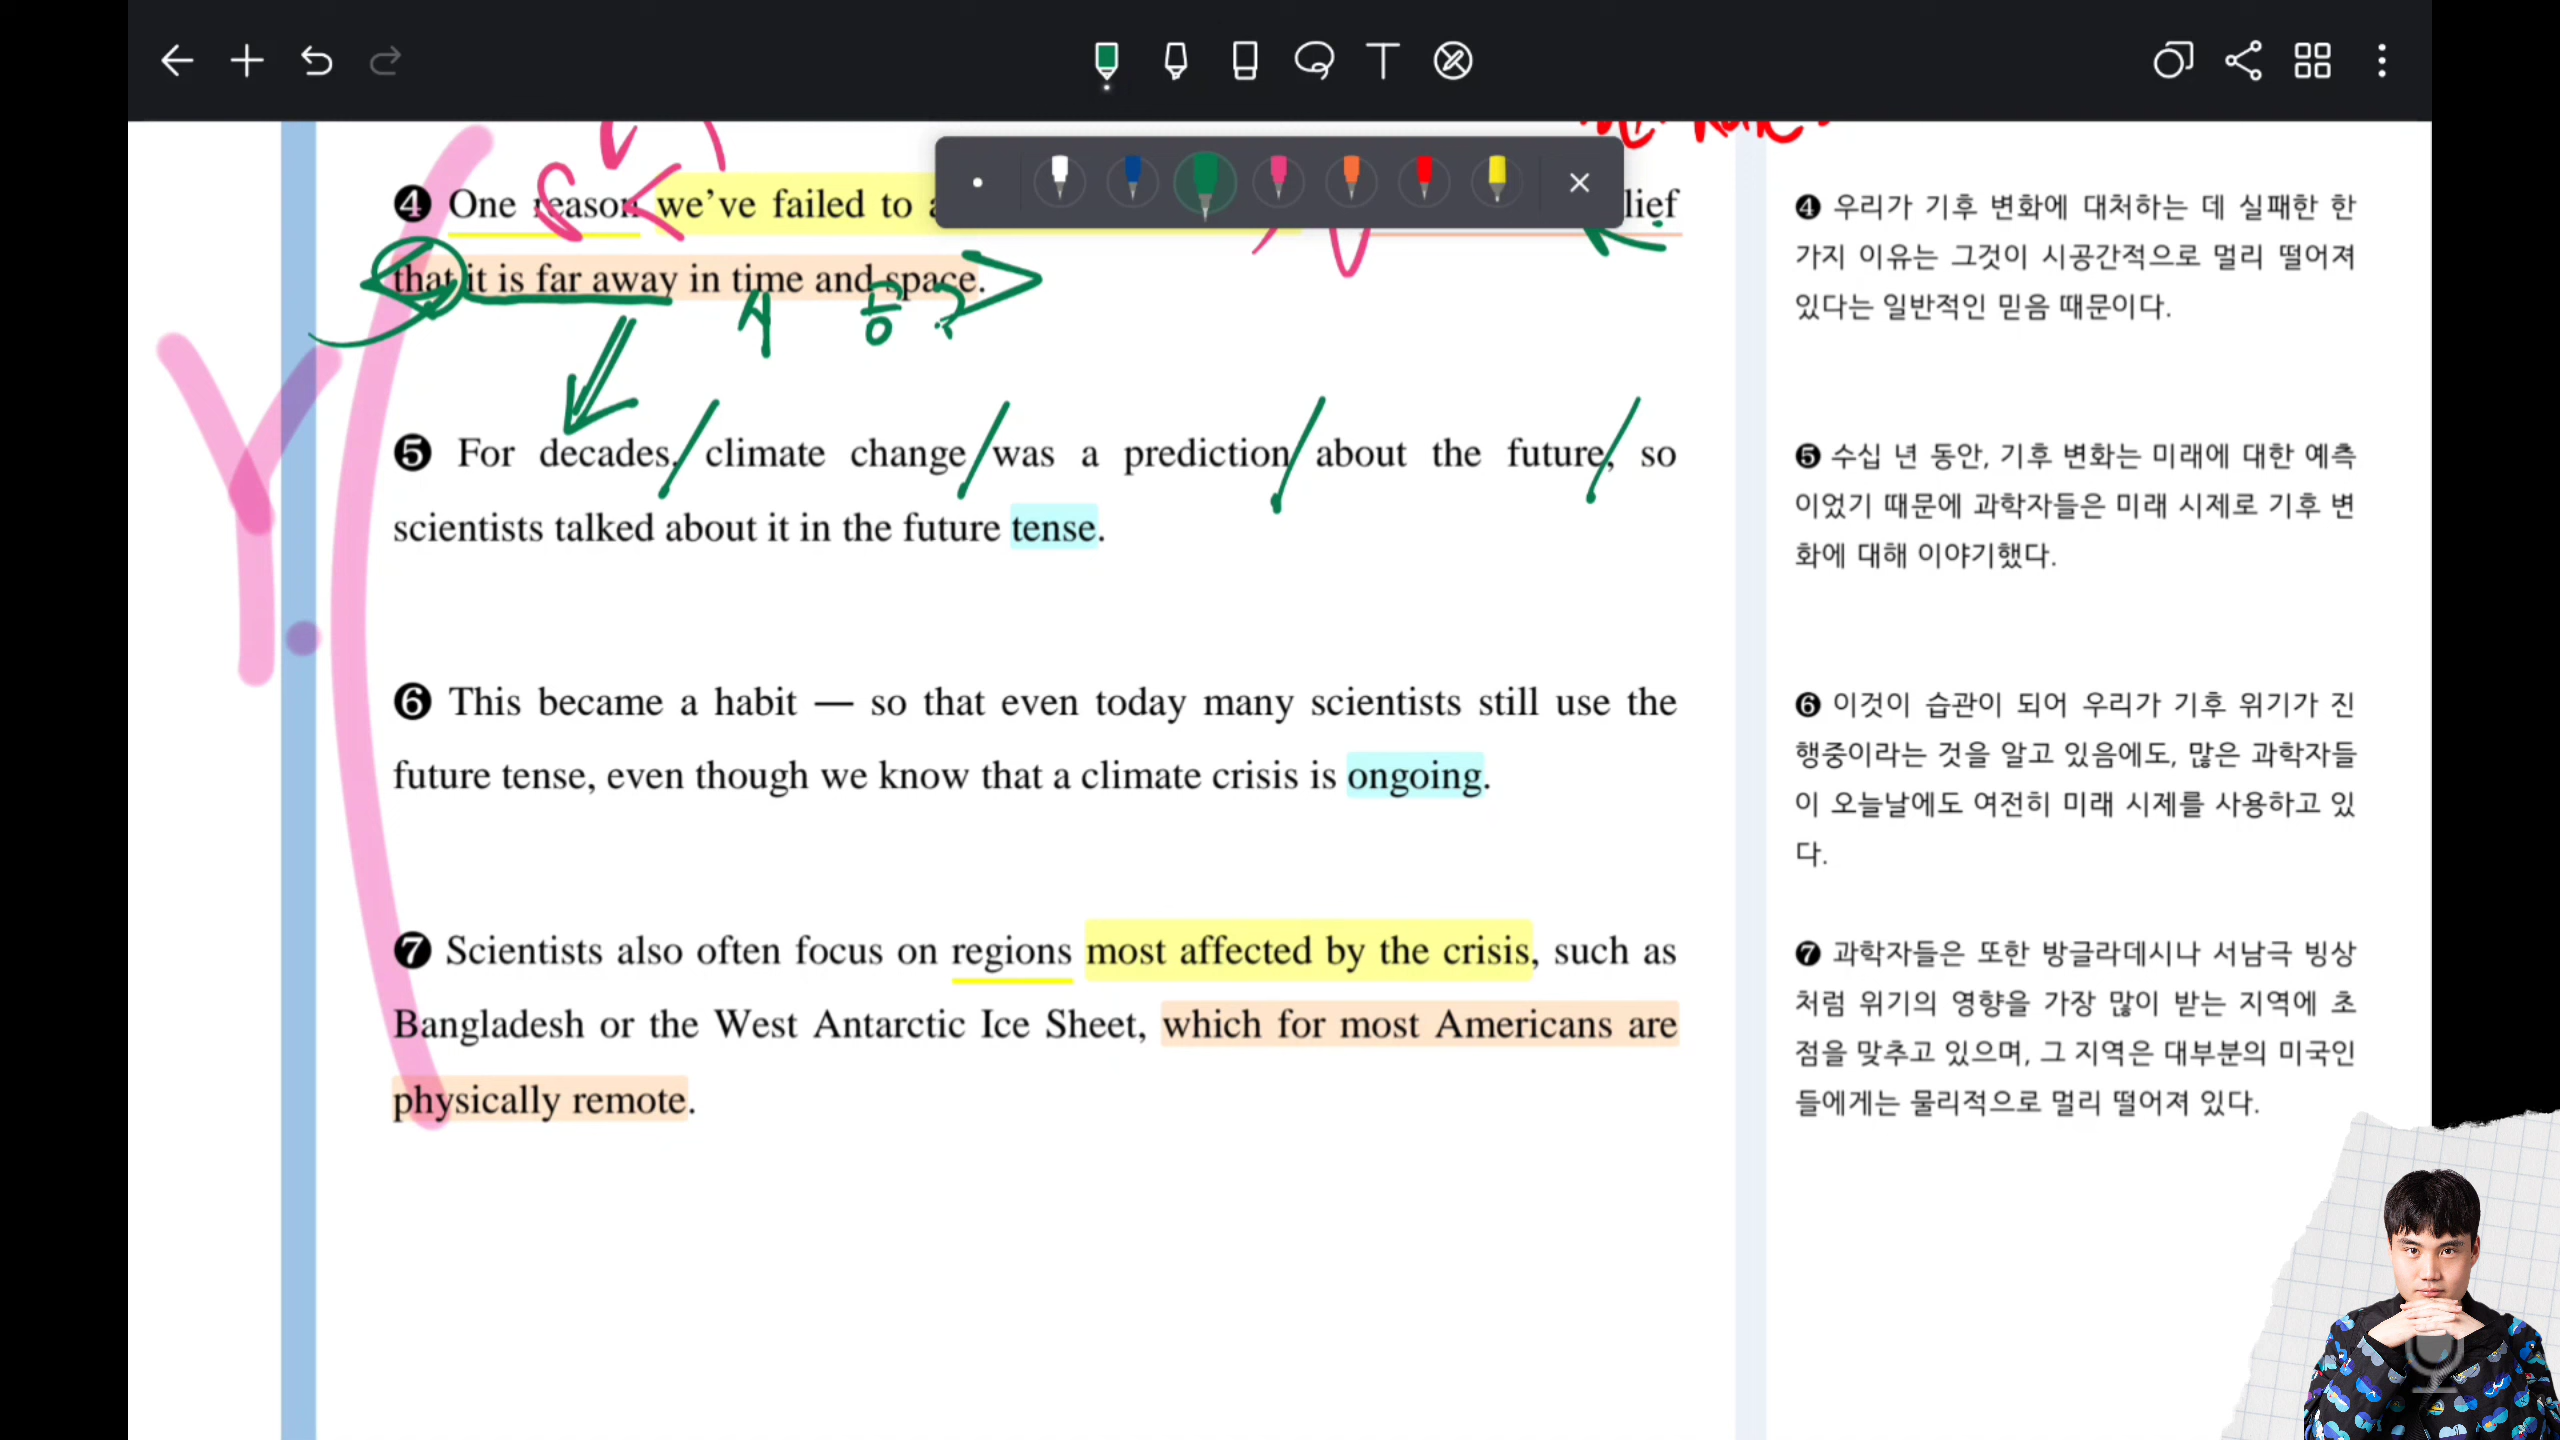 ❹ One reason we've failed to
lief
that it is far away in time and space.
시 공 ?
❺ For decades, climate change was a prediction about the future, so
scientists talked about it in the future tense.
❻ This became a habit — so that even today many scientists still use the
future tense, even though we know that a climate crisis is ongoing.
❼ Scientists also often focus on regions most affected by the crisis, such as
Bangladesh or the West Antarctic Ice Sheet, which for most Americans are
physically remote.
Y.
S
V
❹ 우리가 기후 변화에 대처하는 데 실패한 한
가지 이유는 그것이 시공간적으로 멀리 떨어져
있다는 일반적인 믿음 때문이다.
❺ 수십 년 동안, 기후 변화는 미래에 대한 예측
이었기 때문에 과학자들은 미래 시제로 기후 변
화에 대해 이야기했다.
❻ 이것이 습관이 되어 우리가 기후 위기가 진
행중이라는 것을 알고 있음에도, 많은 과학자들
이 오늘날에도 여전히 미래 시제를 사용하고 있
다.
❼ 과학자들은 또한 방글라데시나 서남극 빙상
처럼 위기의 영향을 가장 많이 받는 지역에 초
점을 맞추고 있으며, 그 지역은 대부분의 미국인
들에게는 물리적으로 멀리 떨어져 있다.